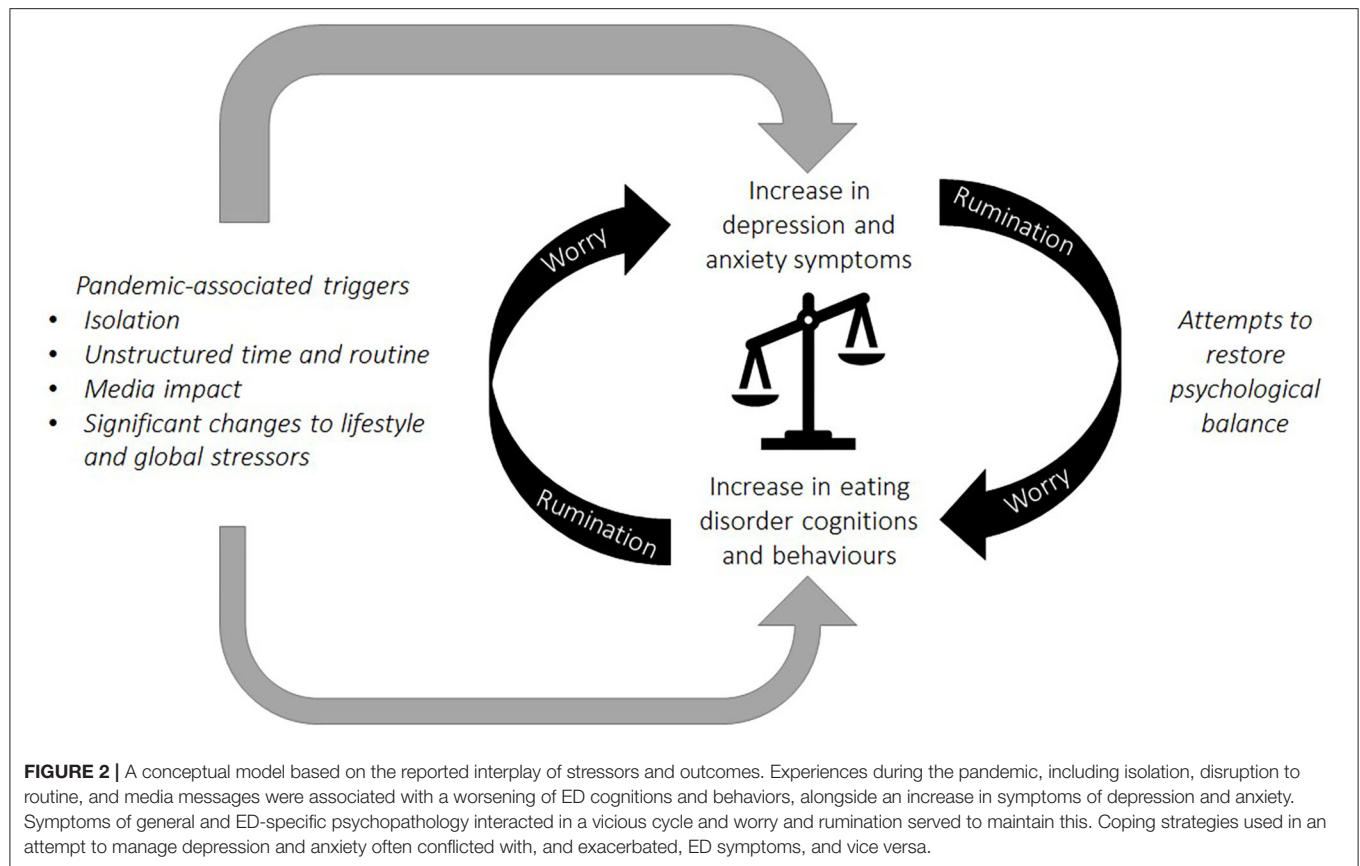 Increase in
depression and
anxiety symptoms
Rumination
Worry
Pandemic-associated triggers
• Isolation
• Unstructured time and routine
• Media impact
• Significant changes to lifestyle
and global stressors
Attempts to
restore
psychological
balance
Increase in eating
disorder cognitions
and behaviours
Rumination
Worry
FIGURE 2 | A conceptual model based on the reported interplay of stressors and outcomes. Experiences during the pandemic, including isolation, disruption to
routine, and media messages were associated with a worsening of ED cognitions and behaviors, alongside an increase in symptoms of depression and anxiety.
Symptoms of general and ED-specific psychopathology interacted in a vicious cycle and worry and rumination served to maintain this. Coping strategies used in an
attempt to manage depression and anxiety often conflicted with, and exacerbated, ED symptoms, and vice versa.